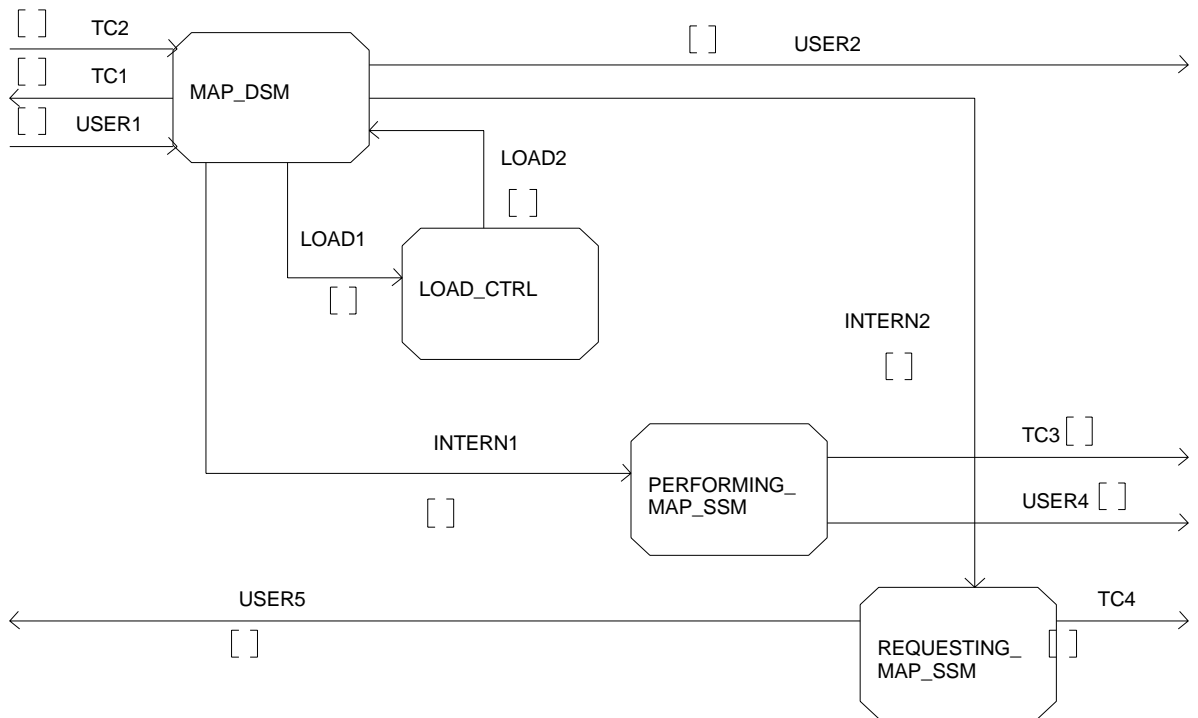 [ ] TC2
[ ] USER2
[ ] TC1
MAP_DSM
[ ] USER1
LOAD2
[ ]
LOAD1
LOAD_CTRL
[ ]
INTERN2
[ ]
INTERN1
TC3 [ ]
PERFORMING_
MAP_SSM
USER4 [ ]
[ ]
USER5
TC4
[ ]
REQUESTING_
MAP_SSM
[ ]